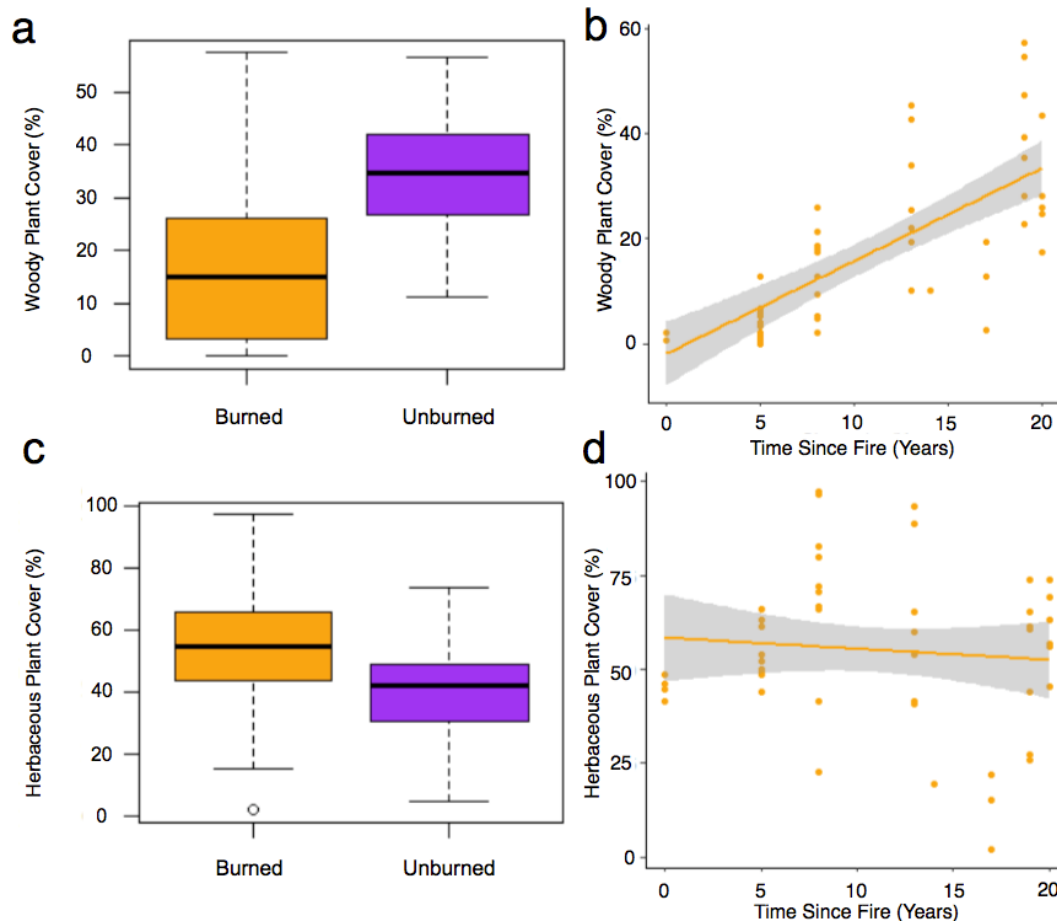 a
Woody Plant Cover (%)
50
40
30
20
10
0
Burned Unburned
b
Woody Plant Cover (%)
60
40
20
0
0 5 10 15 20
Time Since Fire (Years)
c
Herbaceous Plant Cover (%)
100
80
60
40
20
0
Burned Unburned
d
Herbaceous Plant Cover (%)
100
75
50
25
0
0 5 10 15 20
Time Since Fire (Years)